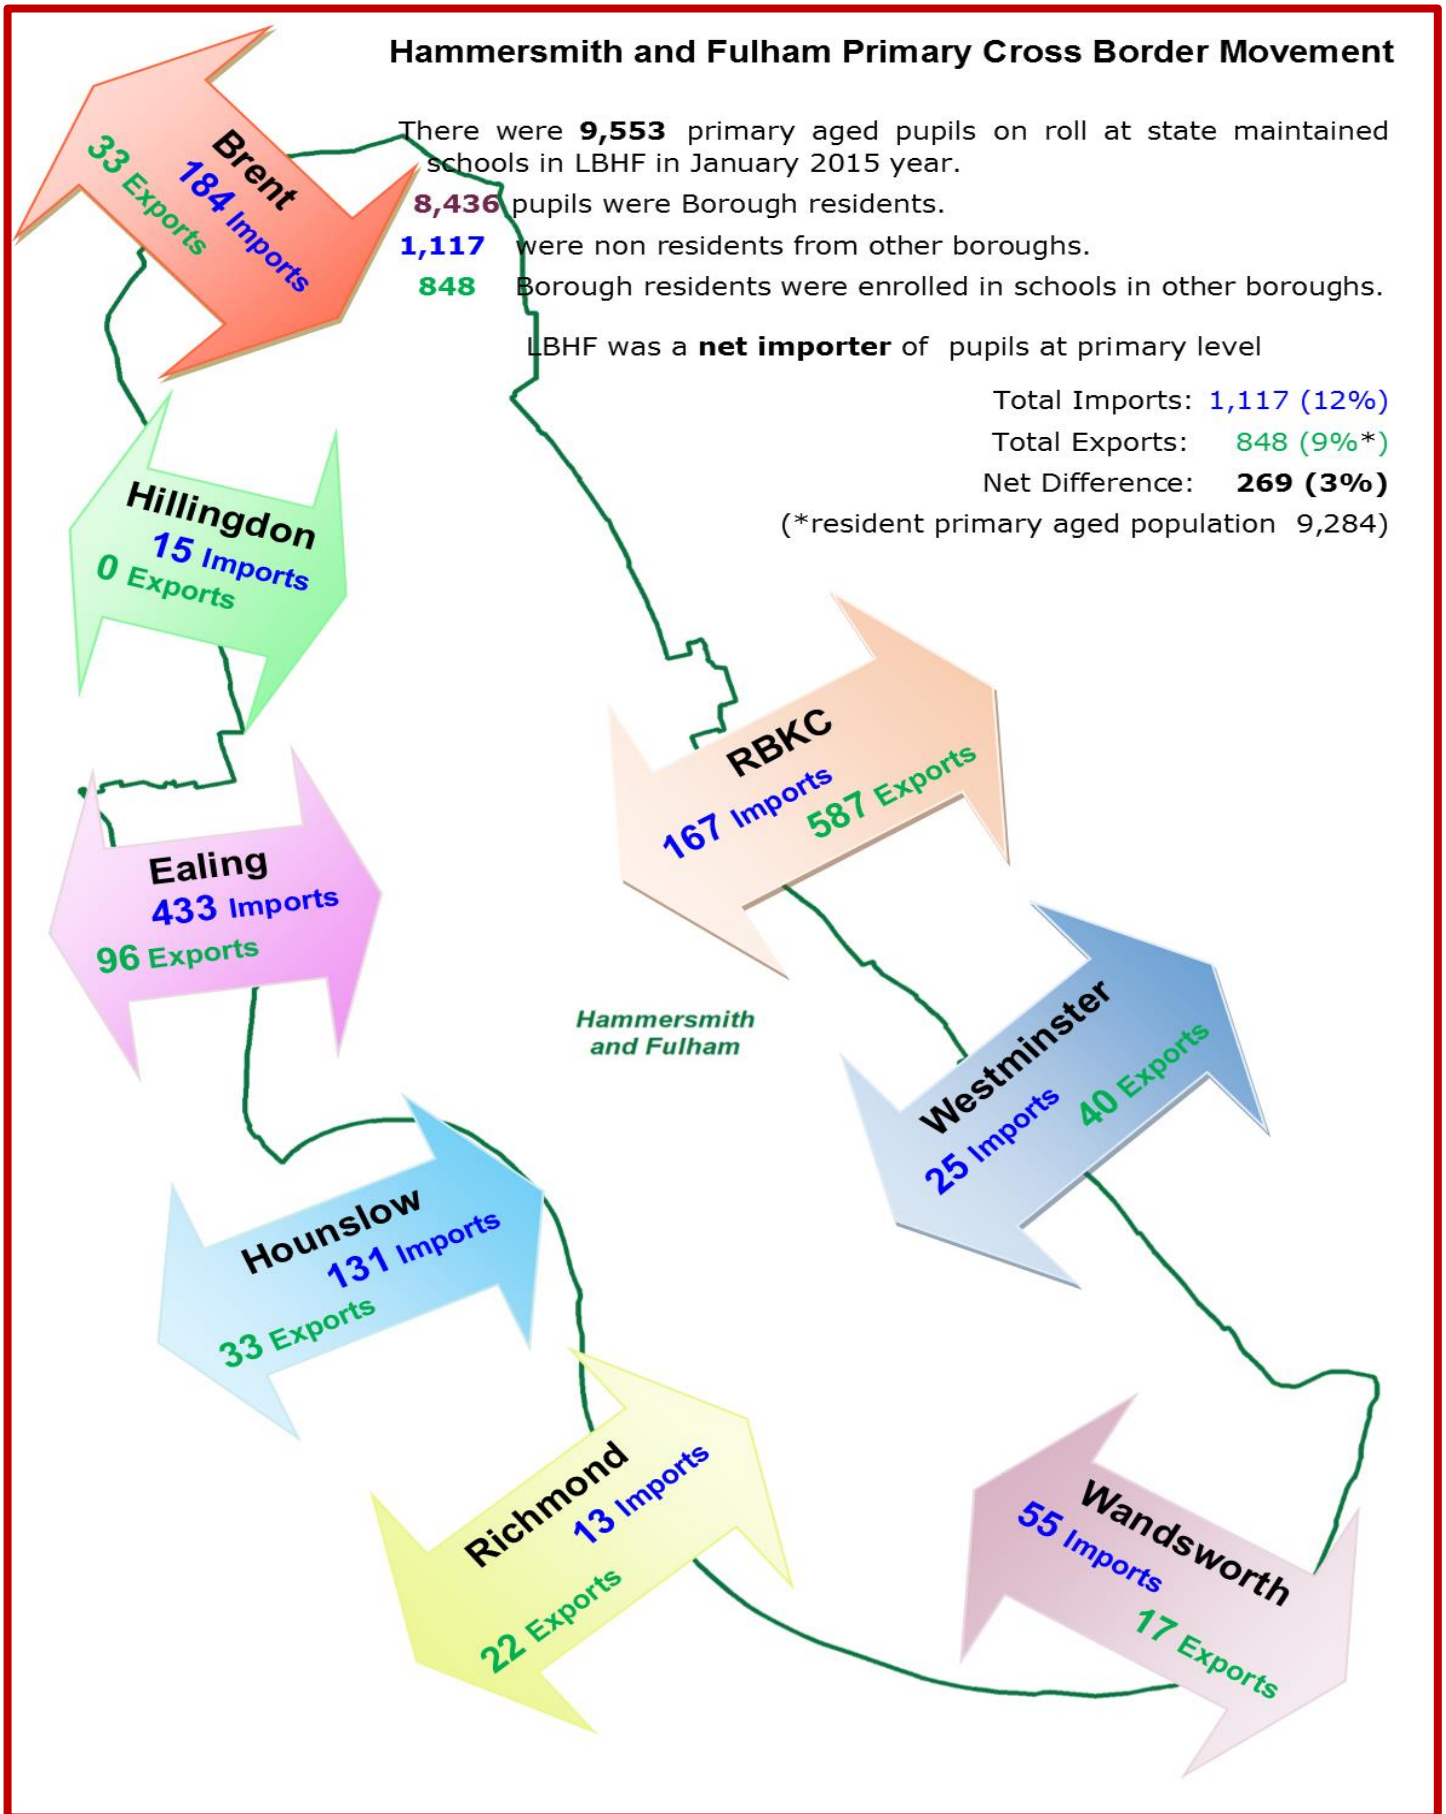 Hammersmith and Fulham Primary Cross Border Movement
There were 9,553 primary aged pupils on roll at state maintained
schools in LBHF in January 2015 year.
8,436 pupils were Borough residents.
1,117 were non residents from other boroughs.
848 Borough residents were enrolled in schools in other boroughs.
LBHF was a net importer of pupils at primary level
Total Imports: 1,117 (12%)
Total Exports: 848 (9%*)
Net Difference: 269 (3%)
(*resident primary aged population 9,284)
Brent
184 Imports
33 Exports
Hillingdon
15 Imports
0 Exports
RBKC
167 Imports
587 Exports
Ealing
433 Imports
96 Exports
Hammersmith
and Fulham
Westminster
25 Imports
40 Exports
Hounslow
131 Imports
33 Exports
Richmond
13 Imports
22 Exports
Wandsworth
55 Imports
17 Exports